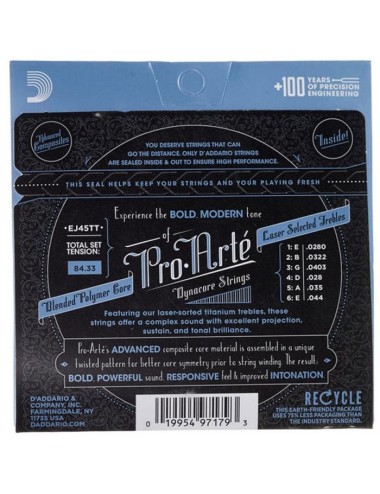 +100 YEARS OF PRECISION ENGINEERING
Advanced Composites
Inside!
YOU DESERVE STRINGS THAT CAN
GO THE DISTANCE. ONLY D'ADDARIO STRINGS
ARE SEALED INSIDE & OUT TO ENSURE HIGH PERFORMANCE.
THIS SEAL HELPS KEEP YOUR STRINGS AND YOUR PLAYING FRESH
•EJ45TT•
TOTAL SET
TENSION:
84.33
Experience the BOLD, MODERN tone
of
Pro•Arté
Dynacore Strings
Laser Selected Trebles
Blended Polymer Core
1: E .0280
2: B .0322
3: G .0403
4: D .028
5: A .035
6: E .044
Featuring our laser-sorted titanium trebles, these
strings offer a complex sound with excellent projection,
sustain, and tonal brilliance.
Pro-Arté's ADVANCED composite core material is assembled in a unique
twisted pattern for better core symmetry prior to string winding. The result:
BOLD, POWERFUL sound, RESPONSIVE feel & improved INTONATION.
D'ADDARIO &
COMPANY, INC.
FARMINGDALE, NY
11735 USA
DADDARIO.COM
0 19954 97179 3
RECYCLE
THIS EARTH-FRIENDLY PACKAGE
USES 75% LESS PACKAGING THAN
THE INDUSTRY STANDARD.